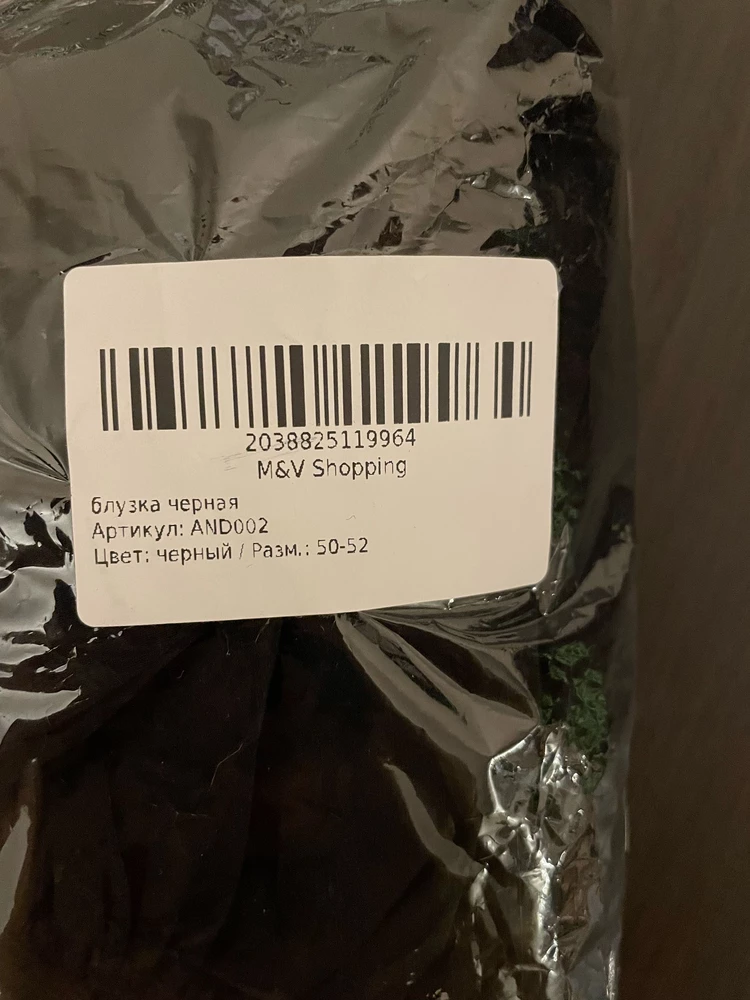 2038825119964
M&V Shopping
блузка черная
Артикул: AND002
Цвет: черный / Разм.: 50-52